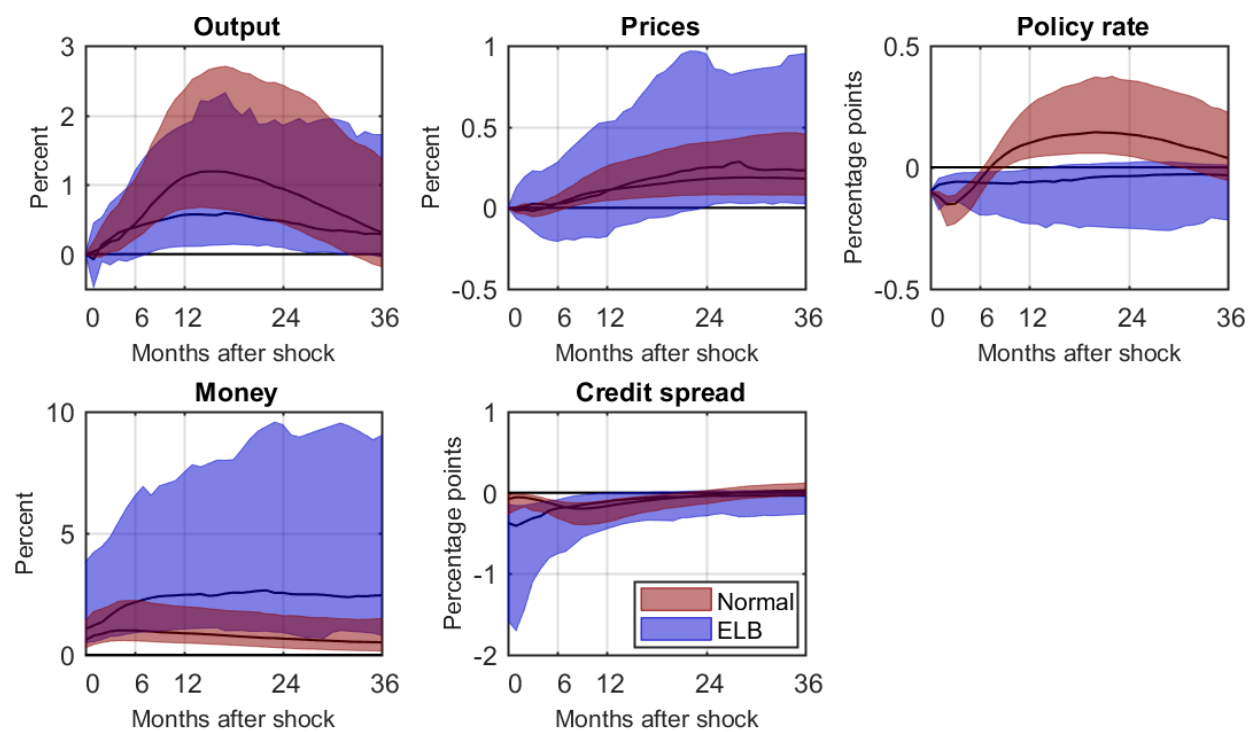 Output
Percent
3
2
1
0
0 6 12 24 36
Months after shock
Prices
Percent
1
0.5
0
-0.5
0 6 12 24 36
Months after shock
Policy rate
Percentage points
0.5
0
-0.5
0 6 12 24 36
Months after shock
Money
Percent
10
5
0
0 6 12 24 36
Months after shock
Credit spread
Percentage points
1
0
-1
-2
Normal
ELB
0 6 12 24 36
Months after shock